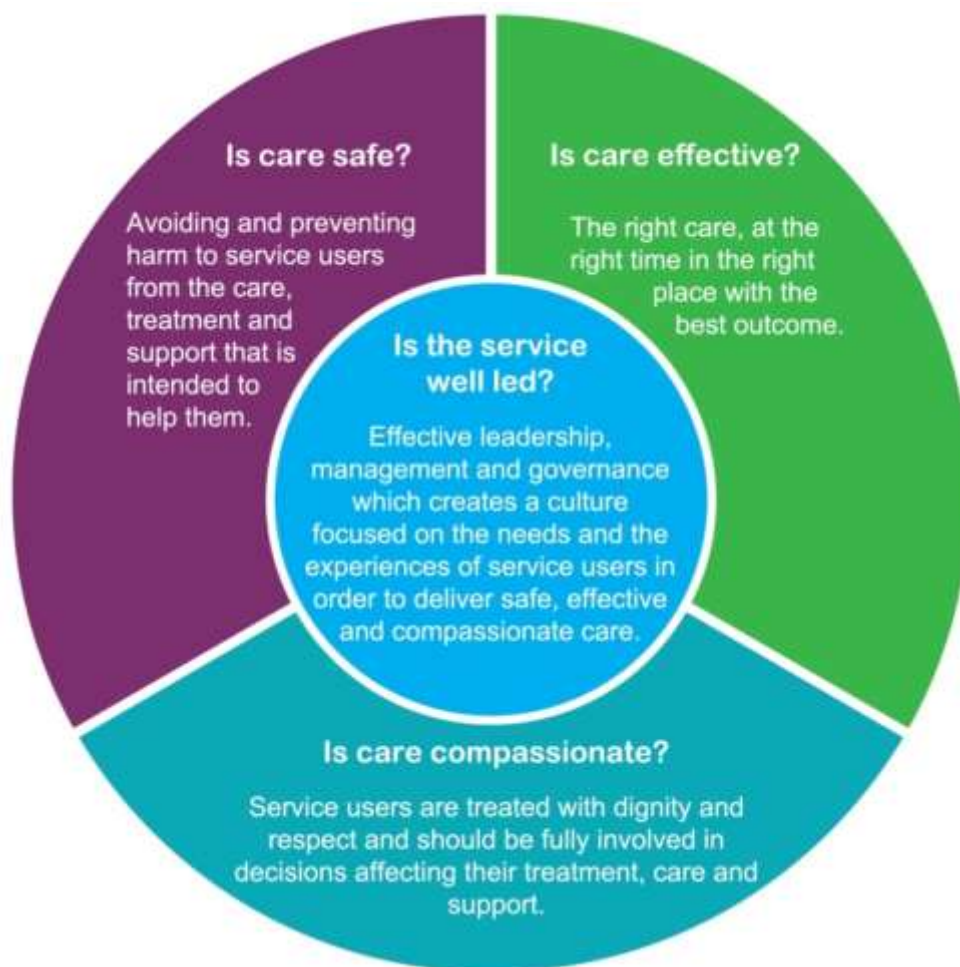 Is care safe?
Avoiding and preventing
harm to service users
from the care,
treatment and
support that is
intended to
help them.
Is care effective?
The right care, at the
right time in the right
place with the
best outcome.
Is the service
well led?
Effective leadership,
management and governance
which creates a culture
focused on the needs and the
experiences of service users in
order to deliver safe, effective
and compassionate care.
Is care compassionate?
Service users are treated with dignity and
respect and should be fully involved in
decisions affecting their treatment, care and
support.